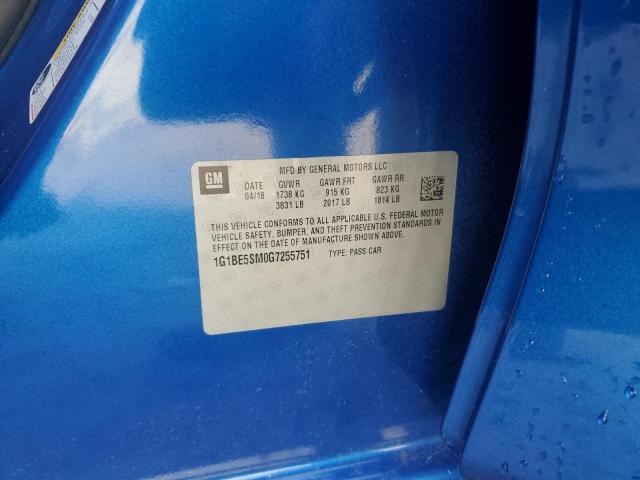 GM
MFD BY GENERAL MOTORS LLC
DATE GVWR GAWR FRT GAWR RR
04/16 1738 KG 915 KG 823 KG
3831 LB 2017 LB 1814 LB
THIS VEHICLE CONFORMS TO ALL APPLICABLE U.S. FEDERAL MOTOR
VEHICLE SAFETY, BUMPER, AND THEFT PREVENTION STANDARDS IN
EFFECT ON THE DATE OF MANUFACTURE SHOWN ABOVE.
1G1BE5SM0G7255751 TYPE: PASS CAR